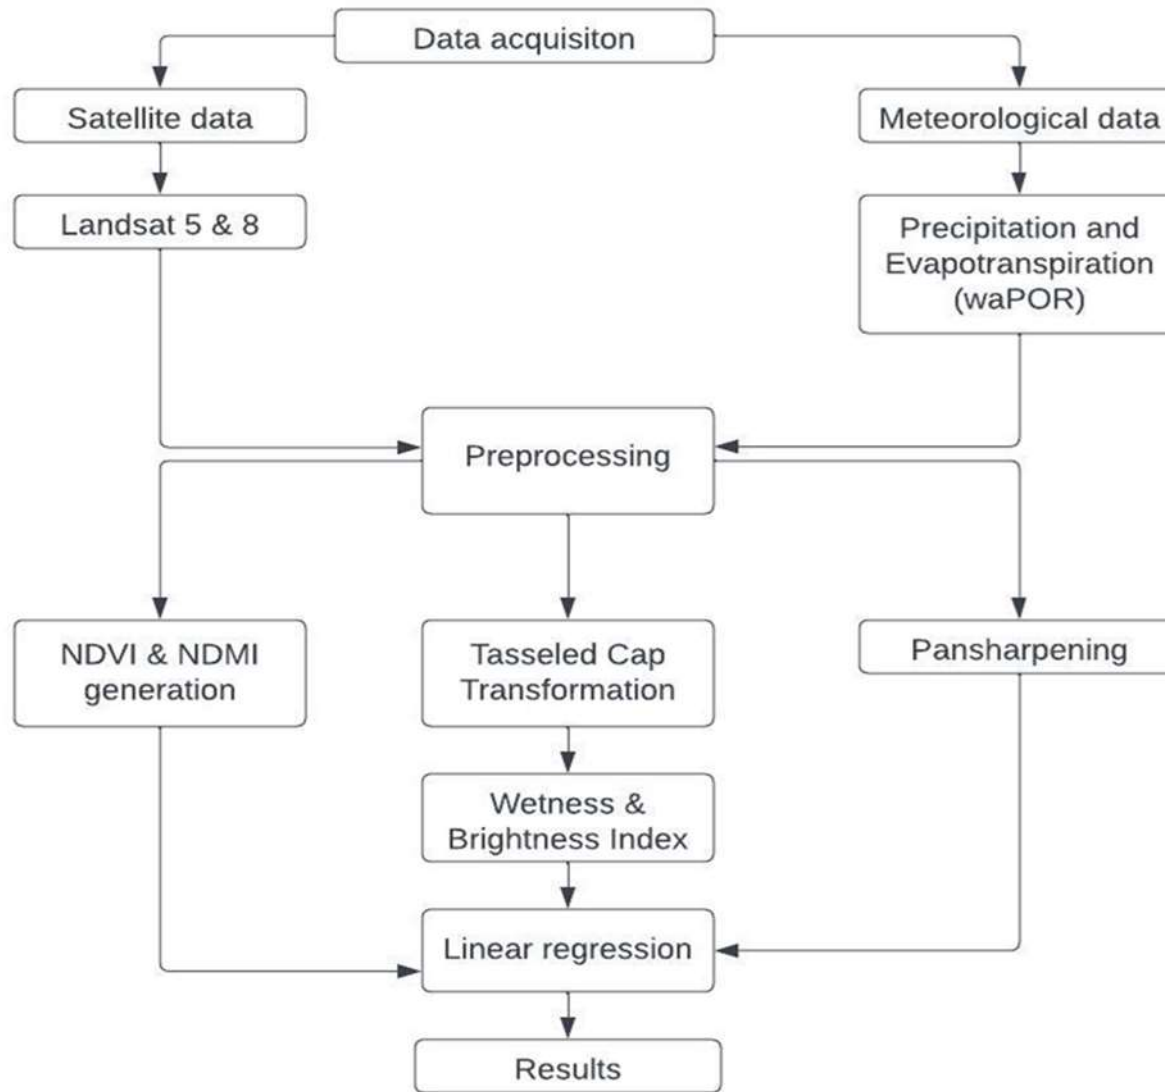 Data acquisiton
Satellite data
Meteorological data
Landsat 5 & 8
Precipitation and
Evapotranspiration
(waPOR)
Preprocessing
NDVI & NDMI
generation
Tasseled Cap
Transformation
Pansharpening
Wetness &
Brightness Index
Linear regression
Results